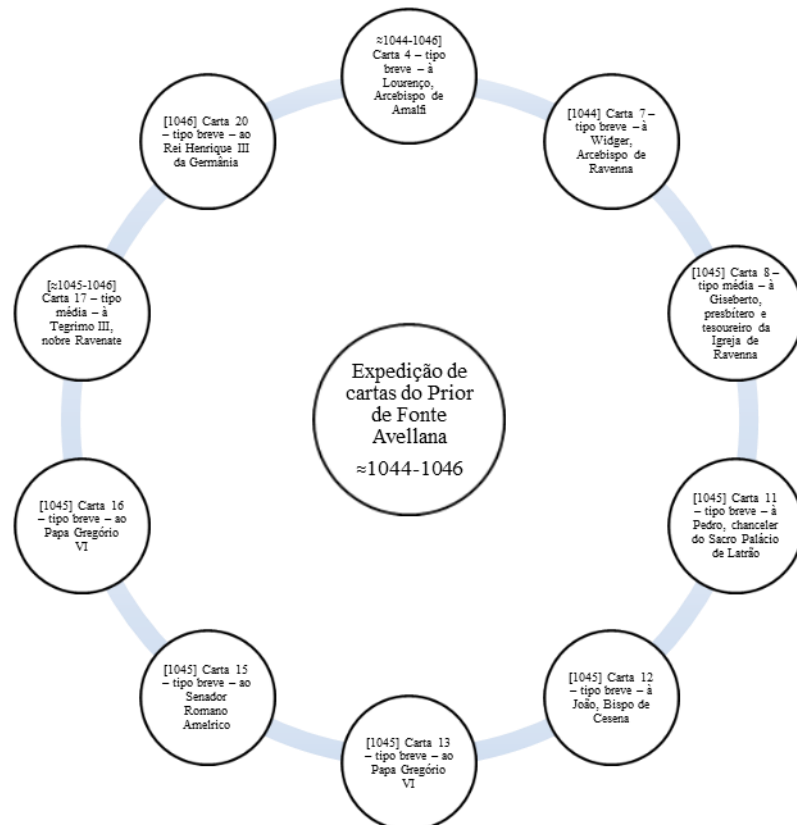 ≈1044-1046]
Carta 4 – tipo
breve – à
Lourenço,
Arcebispo de
Amalfi
[1044] Carta 7 –
tipo breve – à
Widger,
Arcebispo de
Ravenna
[1045] Carta 8 –
tipo média – à
Giseberto,
presbítero e
tesoureiro da
Igreja de
Ravenna
[1045] Carta 11
– tipo breve – à
Pedro, chanceler
do Sacro Palácio
de Latrão
[1045] Carta 12
– tipo breve – à
João, Bispo de
Cesena
[1045] Carta 13
– tipo breve – ao
Papa Gregório
VI
[1045] Carta 15
– tipo breve – ao
Senador
Romano
Amelrico
[1045] Carta 16
– tipo breve – ao
Papa Gregório
VI
[≈1045-1046]
Carta 17 – tipo
média – à
Tegrimo III,
nobre Ravenate
[1046] Carta 20
– tipo breve – ao
Rei Henrique III
da Germânia
Expedição de
cartas do Prior
de Fonte
Avellana
≈1044-1046